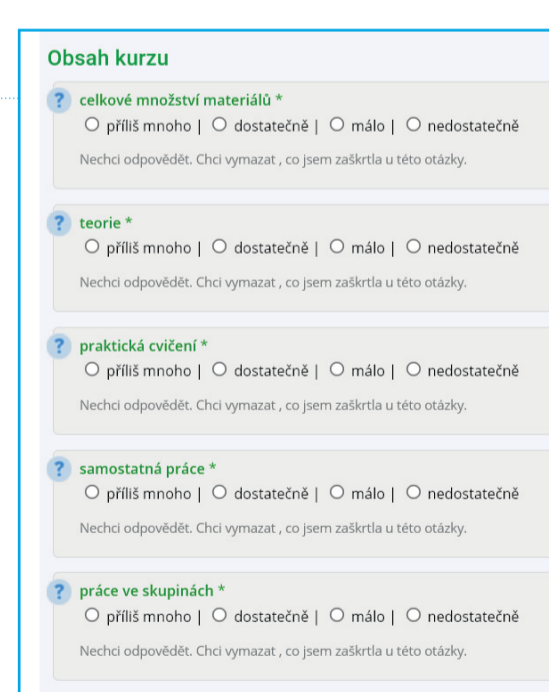 Obsah kurzu
? celkové množství materiálů *
příliš mnoho | dostatečně | málo | nedostatečně
Nechci odpovědět. Chci vymazat , co jsem zaškrtla u této otázky.
? teorie *
příliš mnoho | dostatečně | málo | nedostatečně
Nechci odpovědět. Chci vymazat , co jsem zaškrtla u této otázky.
? praktická cvičení *
příliš mnoho | dostatečně | málo | nedostatečně
Nechci odpovědět. Chci vymazat , co jsem zaškrtla u této otázky.
? samostatná práce *
příliš mnoho | dostatečně | málo | nedostatečně
Nechci odpovědět. Chci vymazat , co jsem zaškrtla u této otázky.
? práce ve skupinách *
příliš mnoho | dostatečně | málo | nedostatečně
Nechci odpovědět. Chci vymazat , co jsem zaškrtla u této otázky.